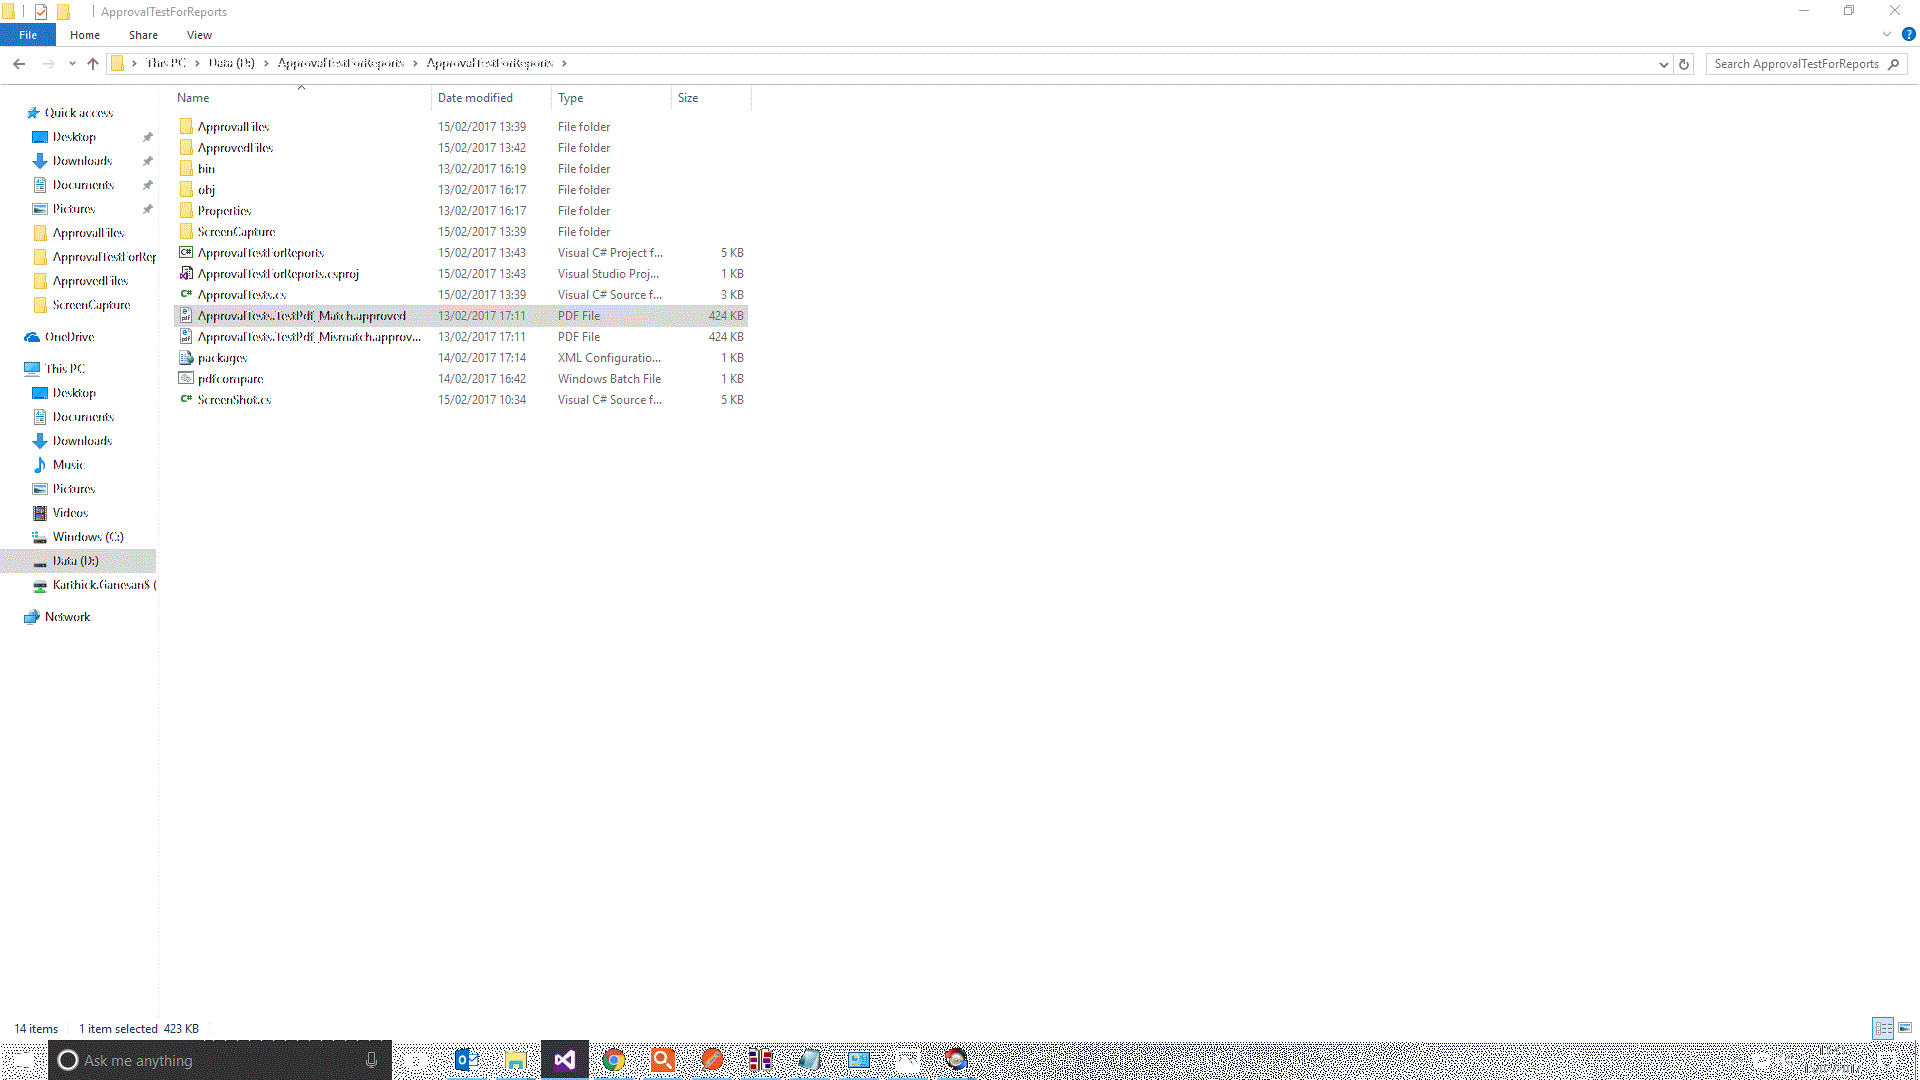 ApprovalTestForReports
File Home Share View
This PC Data (D:) ApprovalTestForReports ApprovalTestForReports Search ApprovalTestForReports
Name Date modified Type Size
Quick access
Desktop
Downloads
Documents
Pictures
ApprovalFiles
ApprovalTestForRep
ApprovedFiles
ScreenCapture
OneDrive
This PC
Desktop
Documents
Downloads
Music
Pictures
Videos
Windows (C:)
Data (D:)
Karthick.Ganesan$ (
Network
ApprovalFiles 15/02/2017 13:39 File folder
ApprovedFiles 15/02/2017 13:42 File folder
bin 13/02/2017 16:19 File folder
obj 13/02/2017 16:17 File folder
Properties 13/02/2017 16:17 File folder
ScreenCapture 15/02/2017 13:39 File folder
ApprovalTestForReports 15/02/2017 13:43 Visual C# Project f... 5 KB
ApprovalTestForReports.csproj 15/02/2017 13:43 Visual Studio Proj... 1 KB
ApprovalTests.cs 15/02/2017 13:39 Visual C# Source f... 3 KB
ApprovalTests.TestPdf_Match.approved 13/02/2017 17:11 PDF File 424 KB
ApprovalTests.TestPdf_Mismatch.approv... 13/02/2017 17:11 PDF File 424 KB
packages 14/02/2017 17:14 XML Configuratio... 1 KB
pdfcompare 14/02/2017 16:42 Windows Batch File 1 KB
ScreenShot.cs 15/02/2017 10:34 Visual C# Source f... 5 KB
14 items 1 item selected 423 KB
Ask me anything